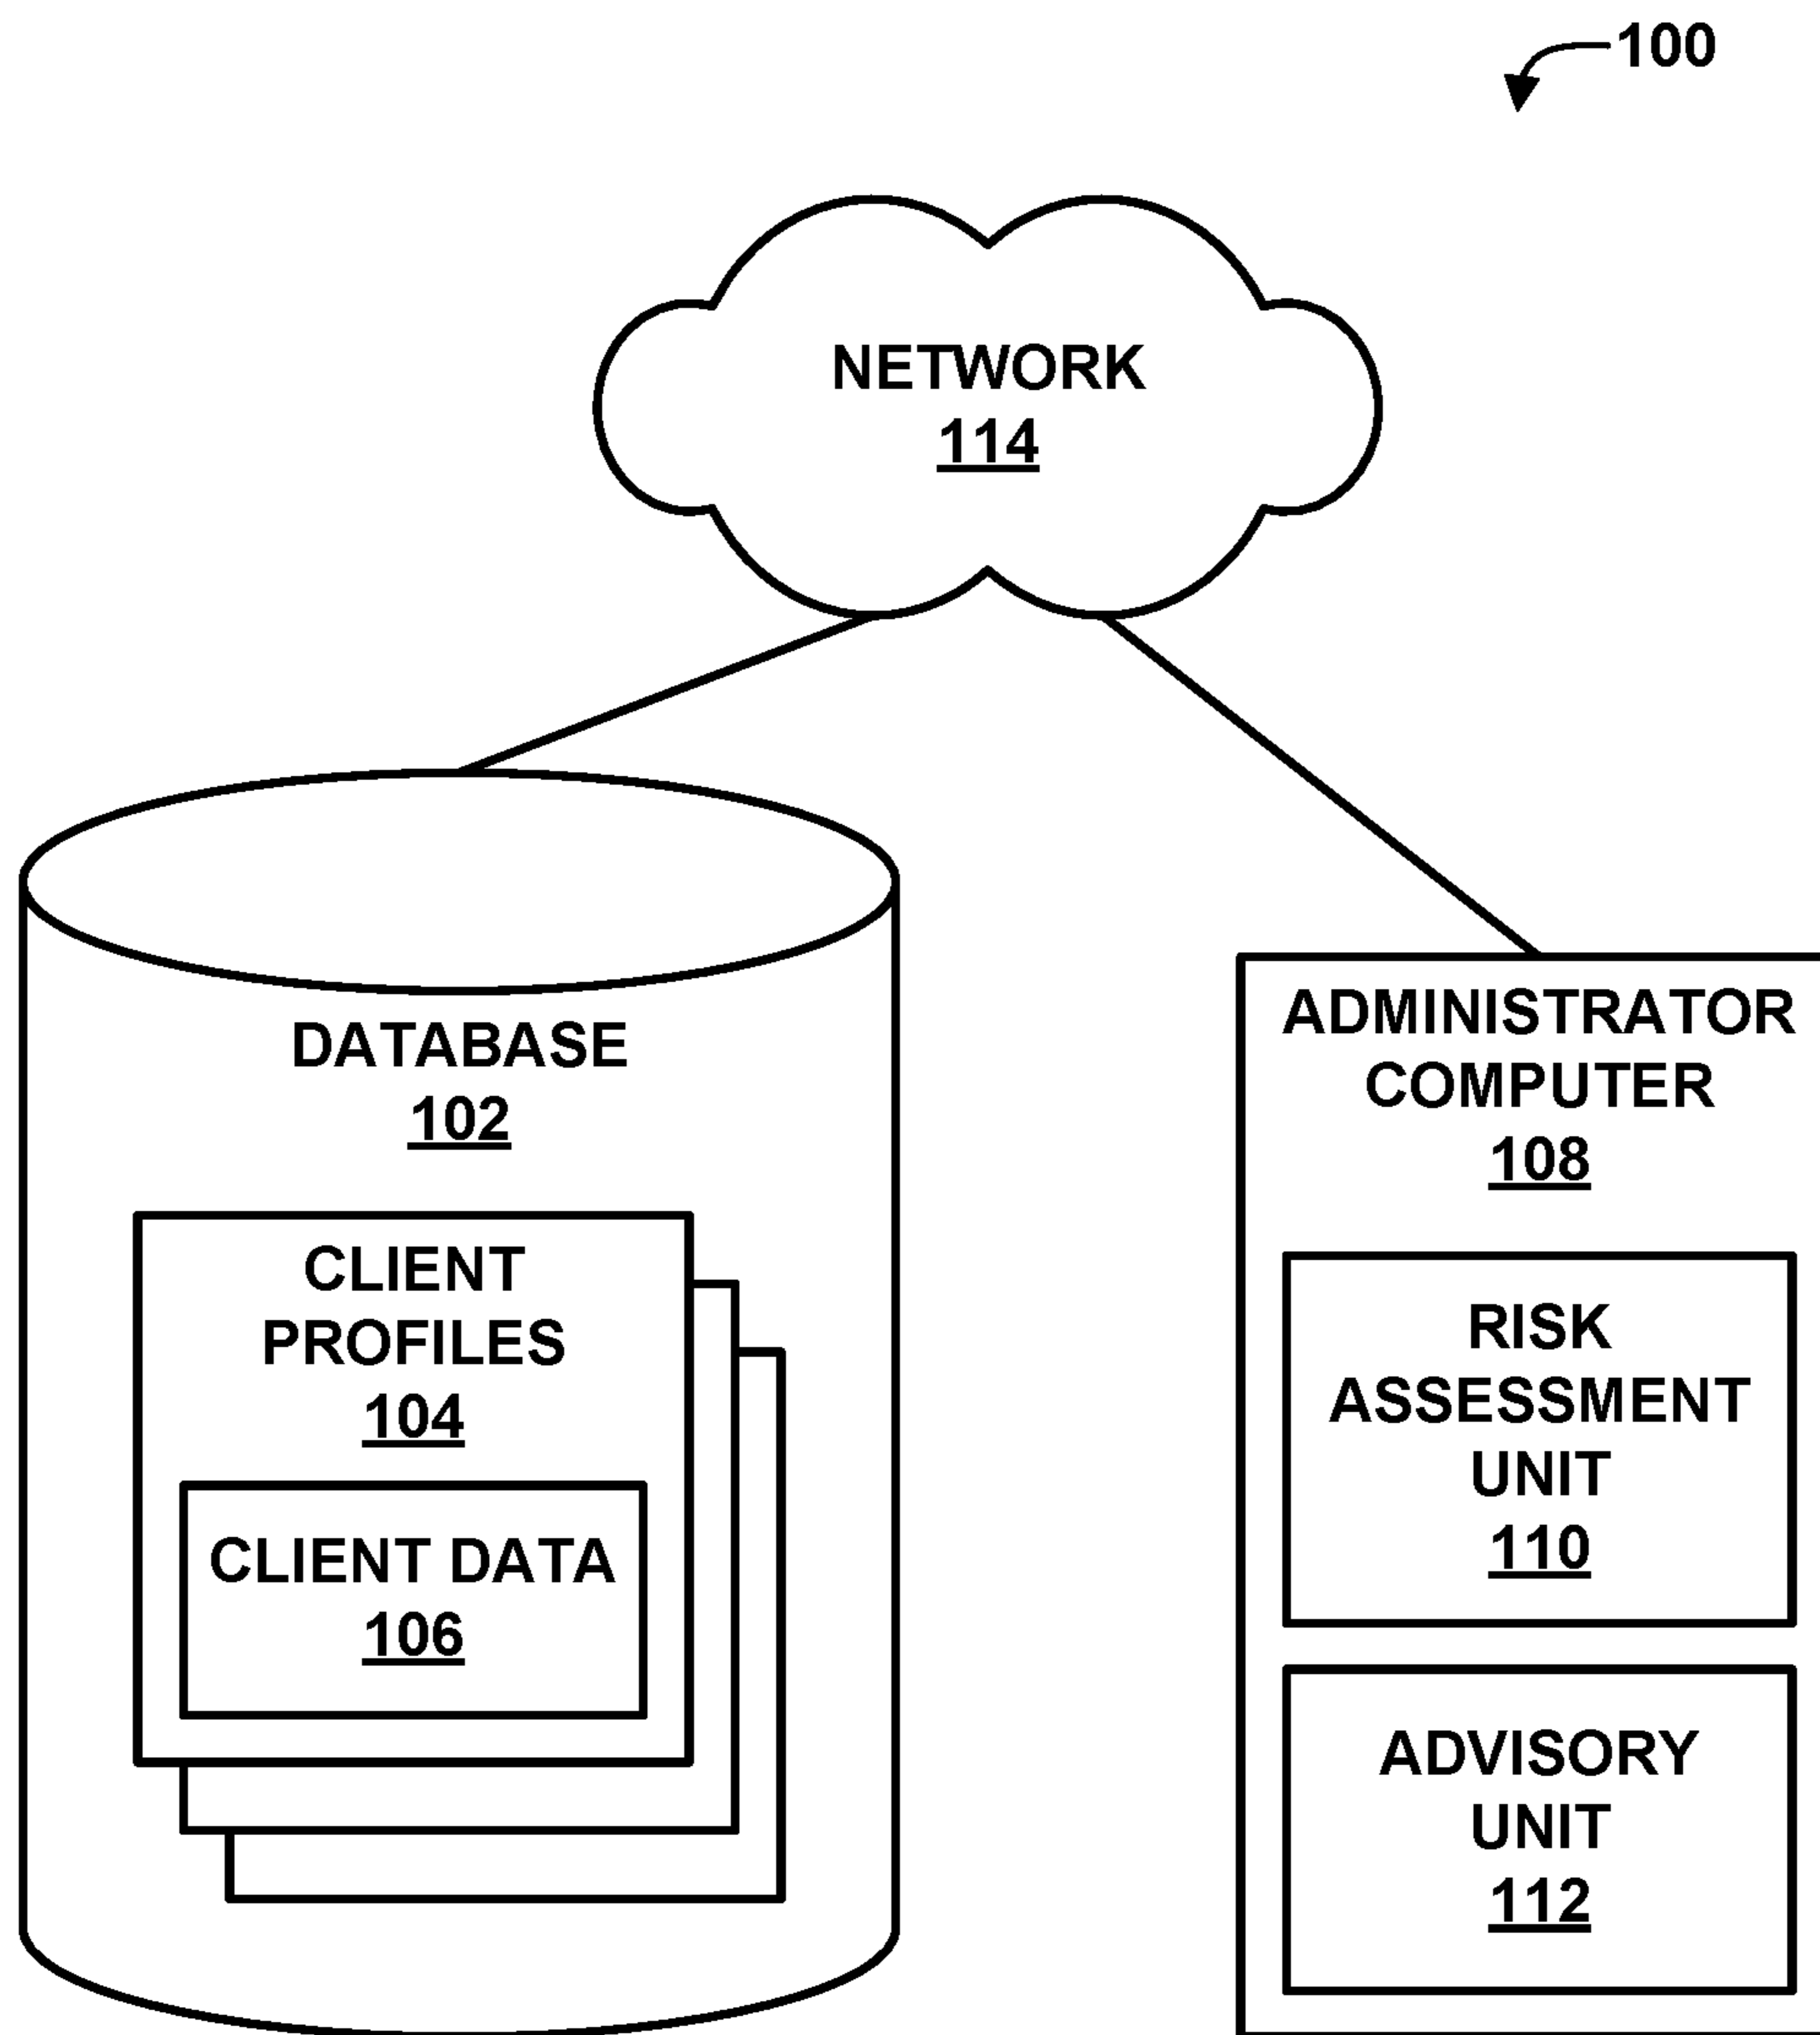 100
NETWORK
114
DATABASE
102
CLIENT
PROFILES
104
CLIENT DATA
106
ADMINISTRATOR
COMPUTER
108
RISK
ASSESSMENT
UNIT
110
ADVISORY
UNIT
112